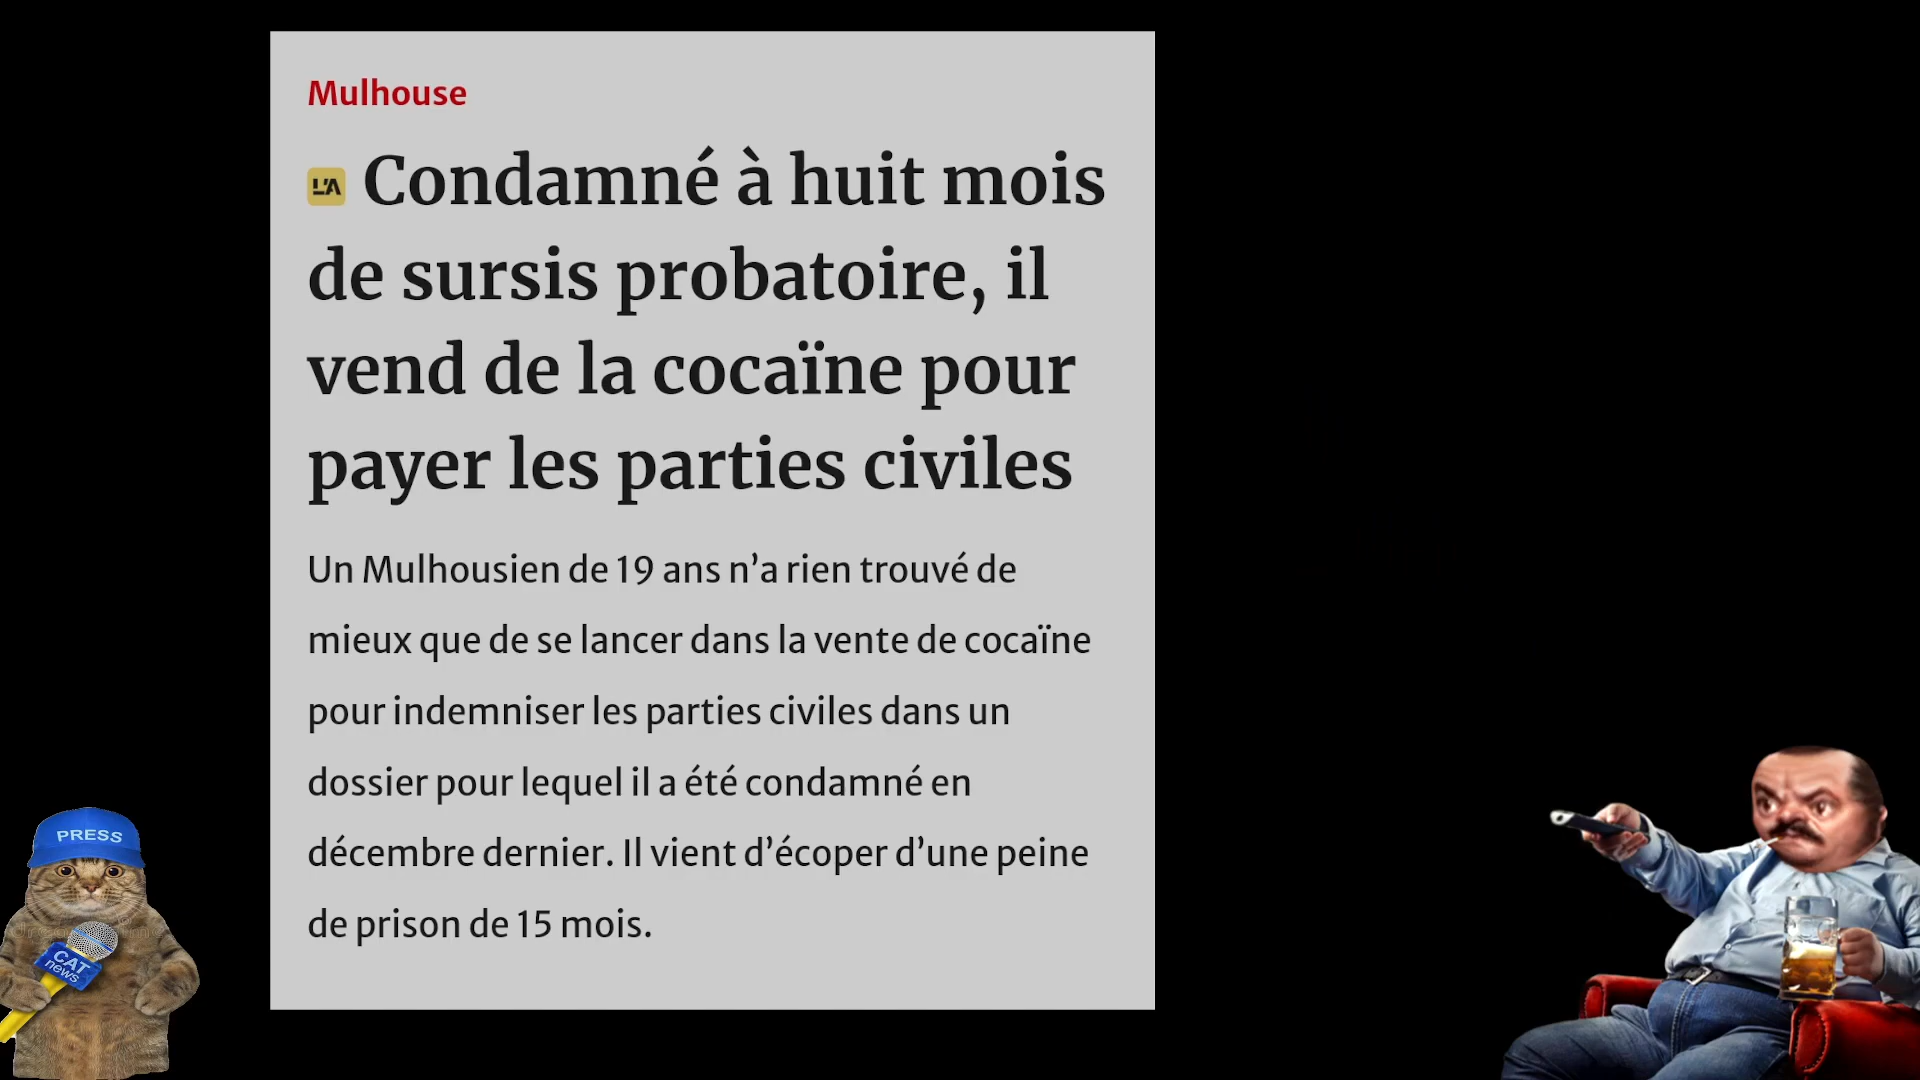 Mulhouse
L'A Condamné à huit mois
de sursis probatoire, il
vend de la cocaïne pour
payer les parties civiles
Un Mulhousien de 19 ans n’a rien trouvé de
mieux que de se lancer dans la vente de cocaïne
pour indemniser les parties civiles dans un
dossier pour lequel il a été condamné en
décembre dernier. Il vient d’écoper d’une peine
de prison de 15 mois.
PRESS
CAT
news